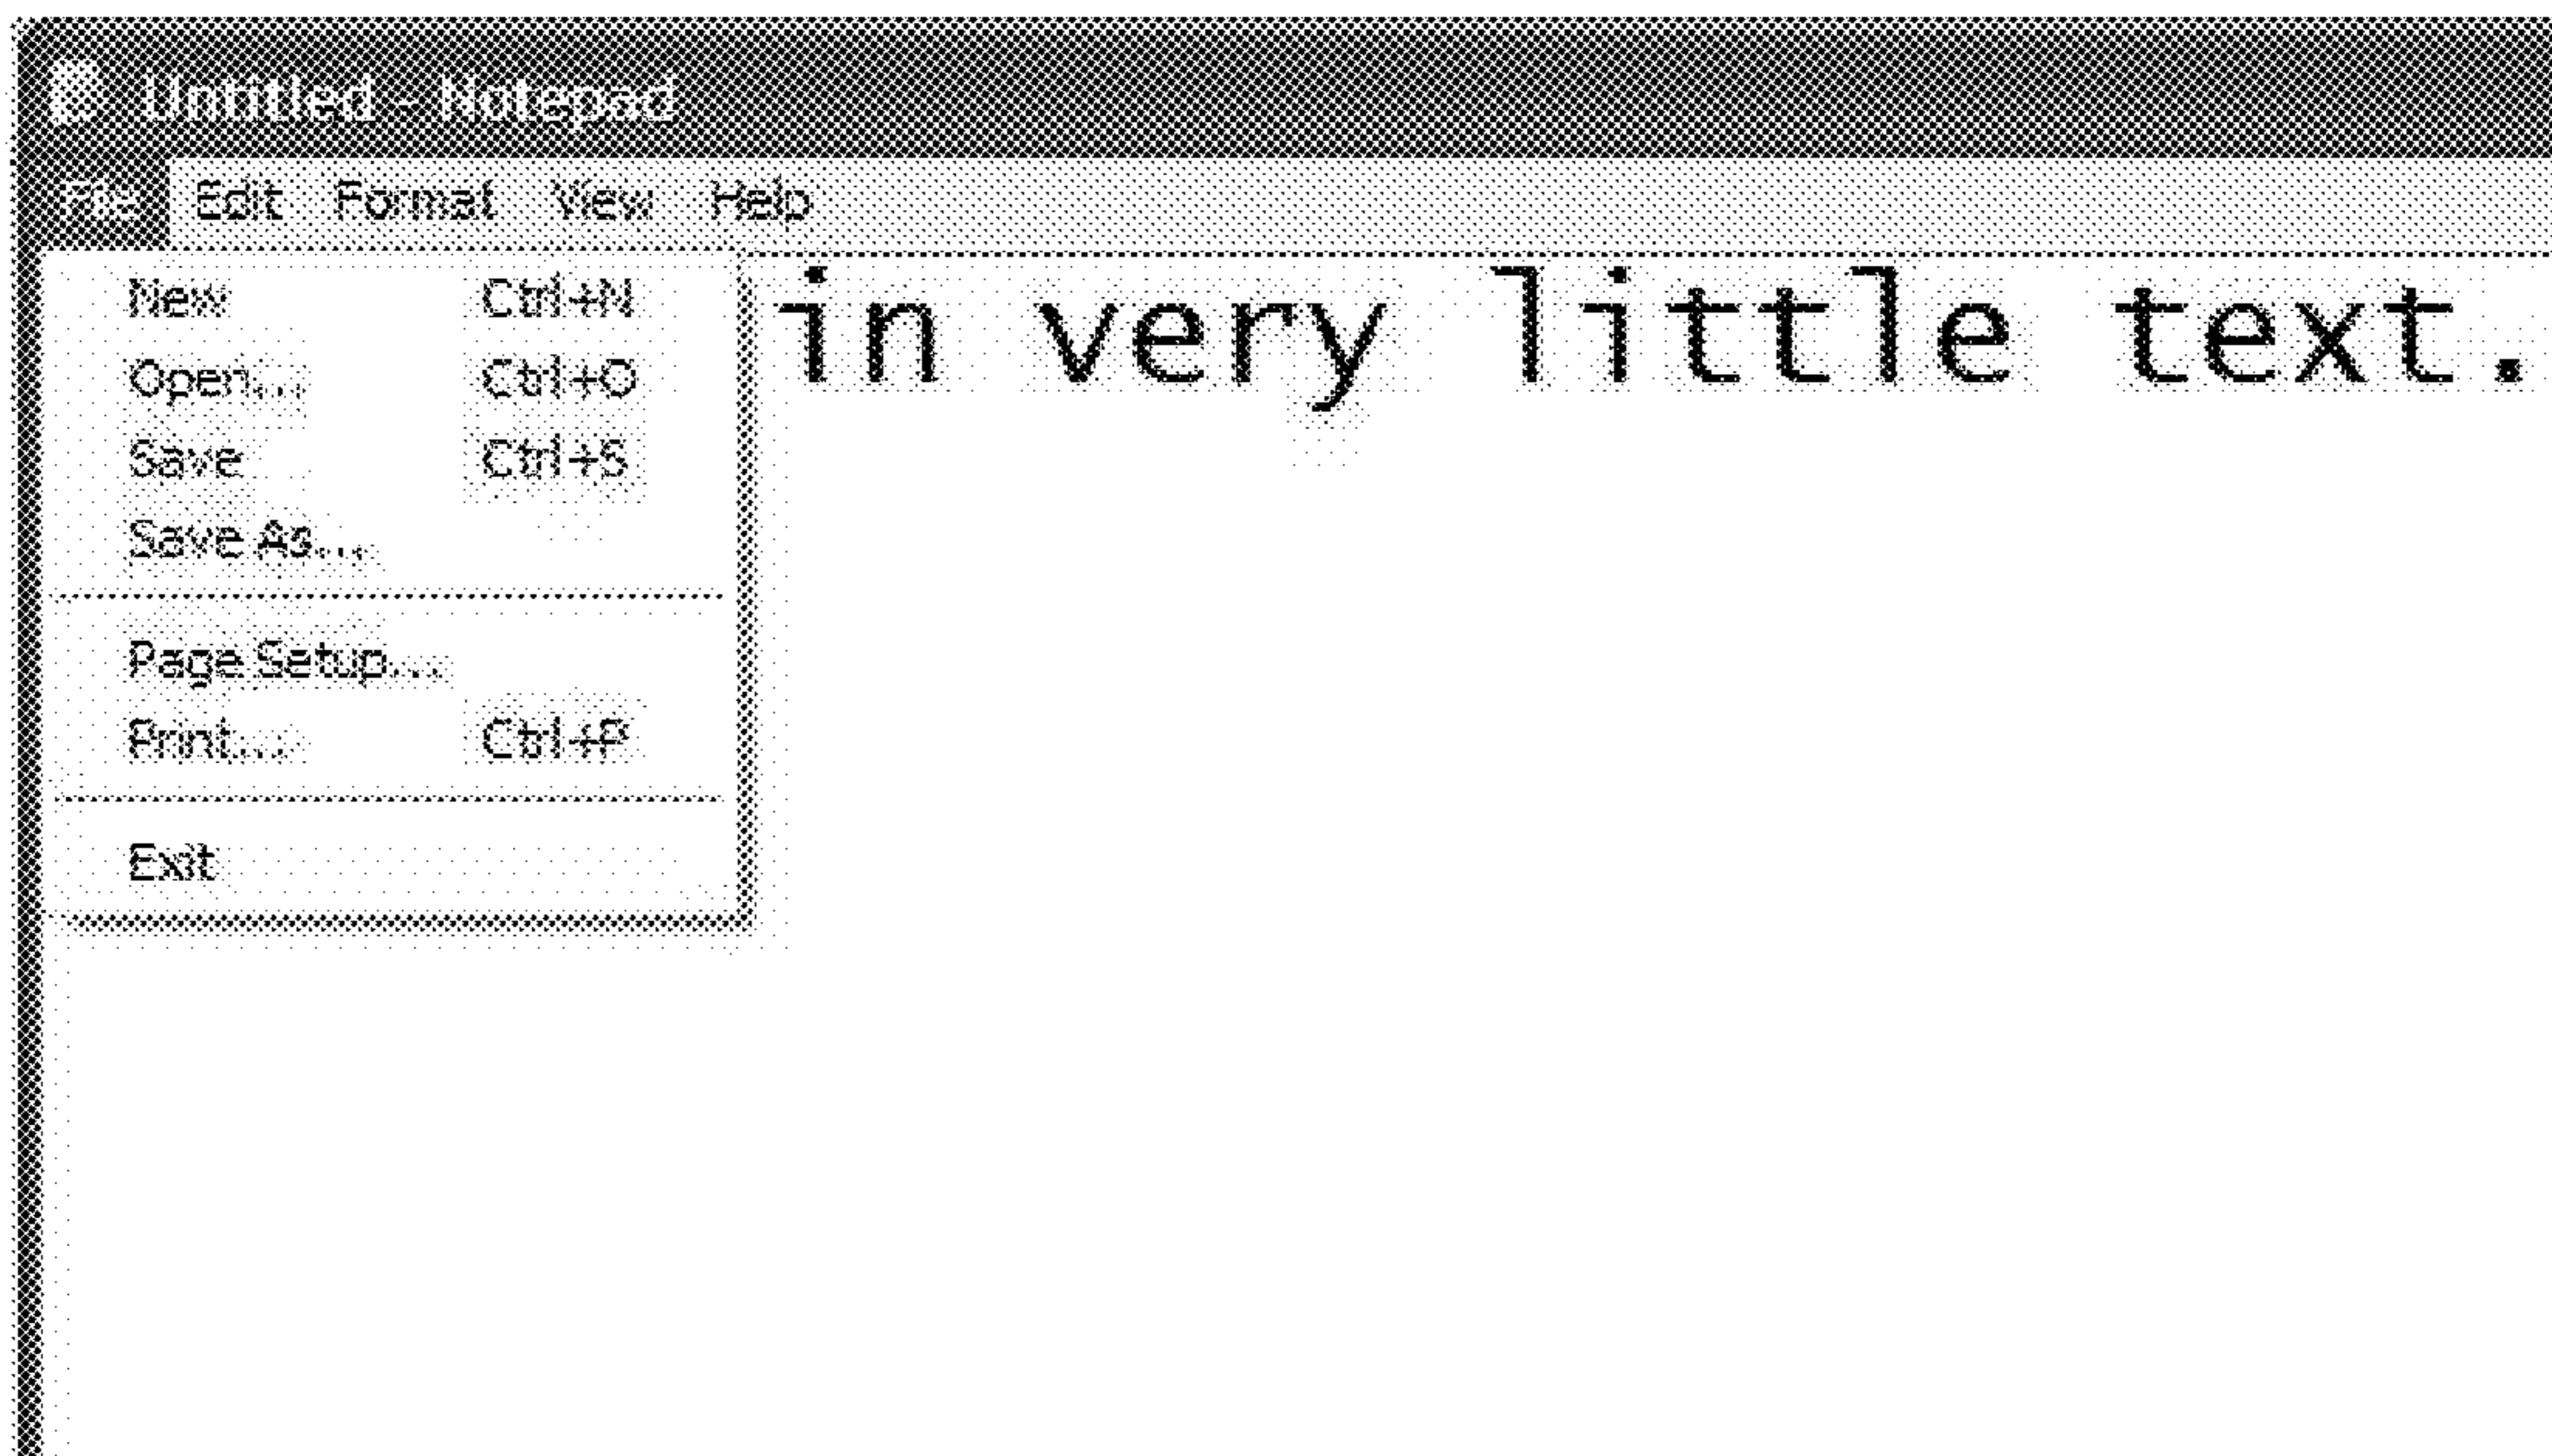 Untitled - Notepad
File Edit Format View Help
in very little text.
New Ctrl+N
Open... Ctrl+O
Save Ctrl+S
Save As...
Page Setup...
Print... Ctrl+P
Exit